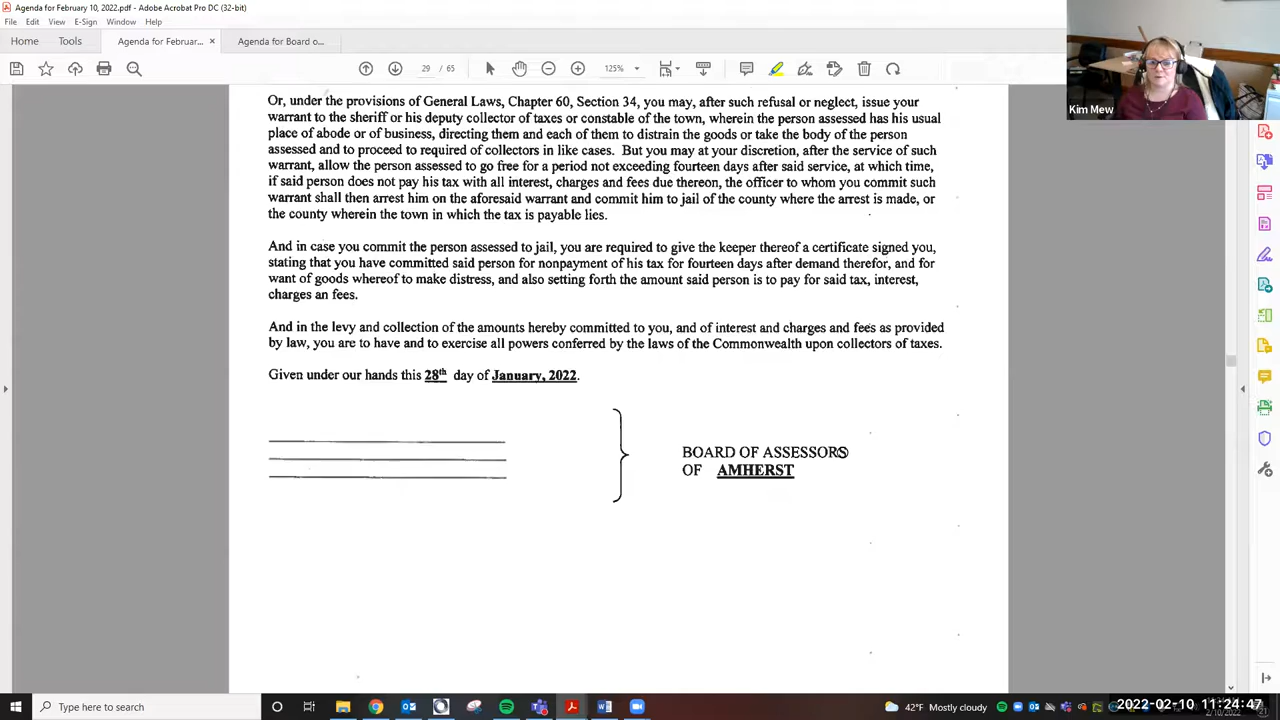 Agenda for February 10, 2022.pdf - Adobe Acrobat Pro DC (32-bit)
File Edit View E-Sign Window Help
Home Tools Agenda for Februar... × Agenda for Board o...
29 / 65 125%
Kim Mew
Or, under the provisions of General Laws, Chapter 60, Section 34, you may, after such refusal or neglect, issue your
warrant to the sheriff or his deputy collector of taxes or constable of the town, wherein the person assessed has his usual
place of abode or of business, directing them and each of them to distrain the goods or take the body of the person
assessed and to proceed to required of collectors in like cases. But you may at your discretion, after the service of such
warrant, allow the person assessed to go free for a period not exceeding fourteen days after said service, at which time,
if said person does not pay his tax with all interest, charges and fees due thereon, the officer to whom you commit such
warrant shall then arrest him on the aforesaid warrant and commit him to jail of the county where the arrest is made, or
the county wherein the town in which the tax is payable lies.
And in case you commit the person assessed to jail, you are required to give the keeper thereof a certificate signed you,
stating that you have committed said person for nonpayment of his tax for fourteen days after demand therefor, and for
want of goods whereof to make distress, and also setting forth the amount said person is to pay for said tax, interest,
charges an fees.
And in the levy and collection of the amounts hereby committed to you, and of interest and charges and fees as provided
by law, you are to have and to exercise all powers conferred by the laws of the Commonwealth upon collectors of taxes.
Given under our hands this 28th day of January, 2022.
BOARD OF ASSESSORS
OF AMHERST
Type here to search
42°F Mostly cloudy
2022-02-10 11:24:47